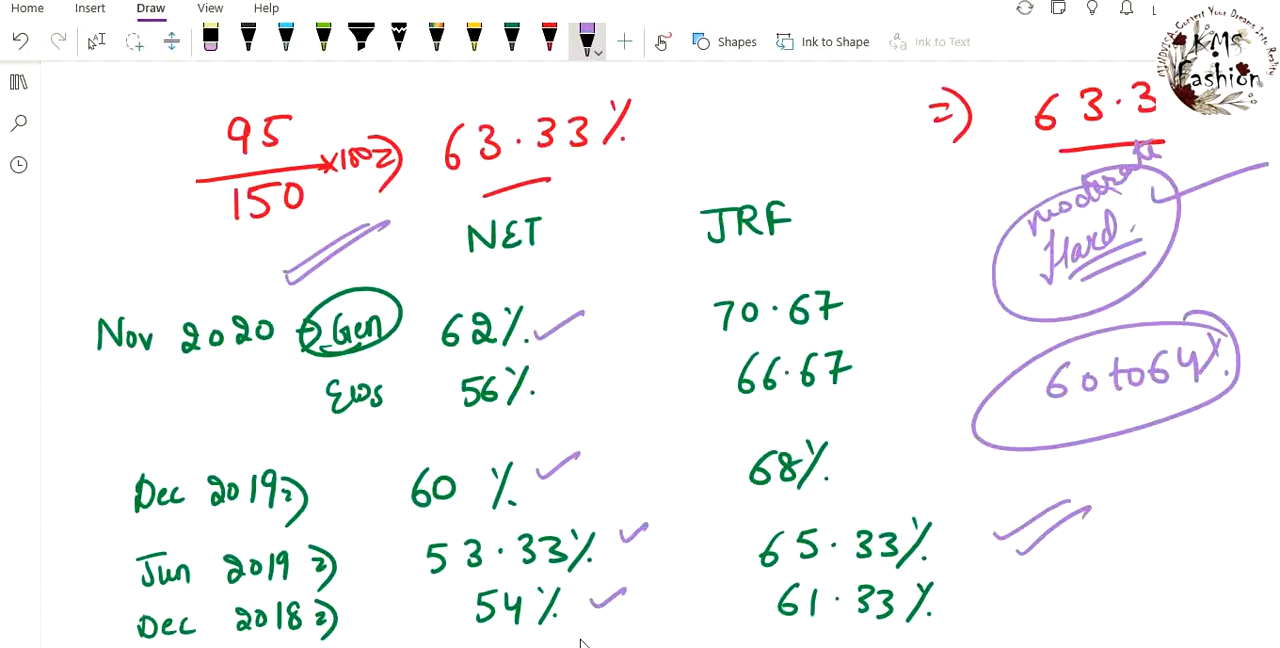 Home Insert Draw View Help
Shapes Ink to Shape Ink to Text
KMS Fashion
95
150
×100 ⇒ 63.33%
⇒ 63.3
moderate
Hard.
NET JRF
Nov 2020 → Gen 62% 70.67
EWS 56% 66.67
60 to 64%
Dec 2019 ⇒ 60 % 68%
Jun 2019 ⇒ 53.33% 65.33%
Dec 2018 ⇒ 54% 61.33%